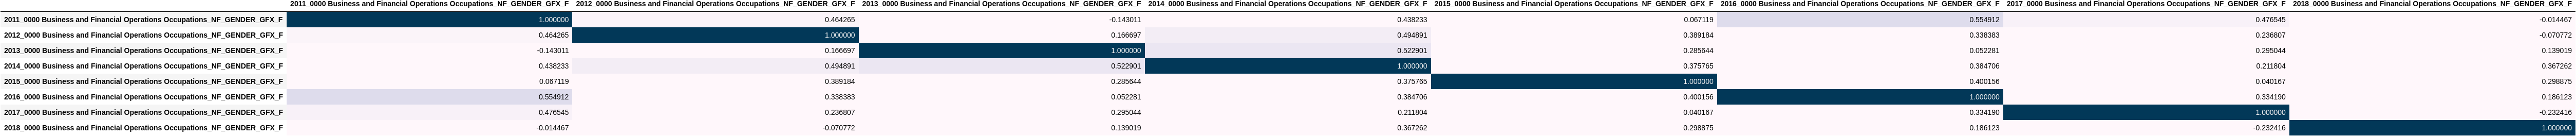 2011_0000 Business and Financial Operations Occupations_NF_GENDER_GFX_F 2012_0000 Business and Financial Operations Occupations_NF_GENDER_GFX_F 2013_0000 Business and Financial Operations Occupations_NF_GENDER_GFX_F 2014_0000 Business and Financial Operations Occupations_NF_GENDER_GFX_F 2015_0000 Business and Financial Operations Occupations_NF_GENDER_GFX_F 2016_0000 Business and Financial Operations Occupations_NF_GENDER_GFX_F 2017_0000 Business and Financial Operations Occupations_NF_GENDER_GFX_F 2018_0000 Business and Financial Operations Occupations_NF_GENDER_GFX_F
2011_0000 Business and Financial Operations Occupations_NF_GENDER_GFX_F 1.000000 0.464265 -0.143011 0.438233 0.067119 0.554912 0.476545 -0.014467
2012_0000 Business and Financial Operations Occupations_NF_GENDER_GFX_F 0.464265 1.000000 0.166697 0.494891 0.389184 0.338383 0.236807 -0.070772
2013_0000 Business and Financial Operations Occupations_NF_GENDER_GFX_F -0.143011 0.166697 1.000000 0.522901 0.285644 0.052281 0.295044 0.139019
2014_0000 Business and Financial Operations Occupations_NF_GENDER_GFX_F 0.438233 0.494891 0.522901 1.000000 0.375765 0.384706 0.211804 0.367262
2015_0000 Business and Financial Operations Occupations_NF_GENDER_GFX_F 0.067119 0.389184 0.285644 0.375765 1.000000 0.400156 0.040167 0.298875
2016_0000 Business and Financial Operations Occupations_NF_GENDER_GFX_F 0.554912 0.338383 0.052281 0.384706 0.400156 1.000000 0.334190 0.186123
2017_0000 Business and Financial Operations Occupations_NF_GENDER_GFX_F 0.476545 0.236807 0.295044 0.211804 0.040167 0.334190 1.000000 -0.232416
2018_0000 Business and Financial Operations Occupations_NF_GENDER_GFX_F -0.014467 -0.070772 0.139019 0.367262 0.298875 0.186123 -0.232416 1.000000